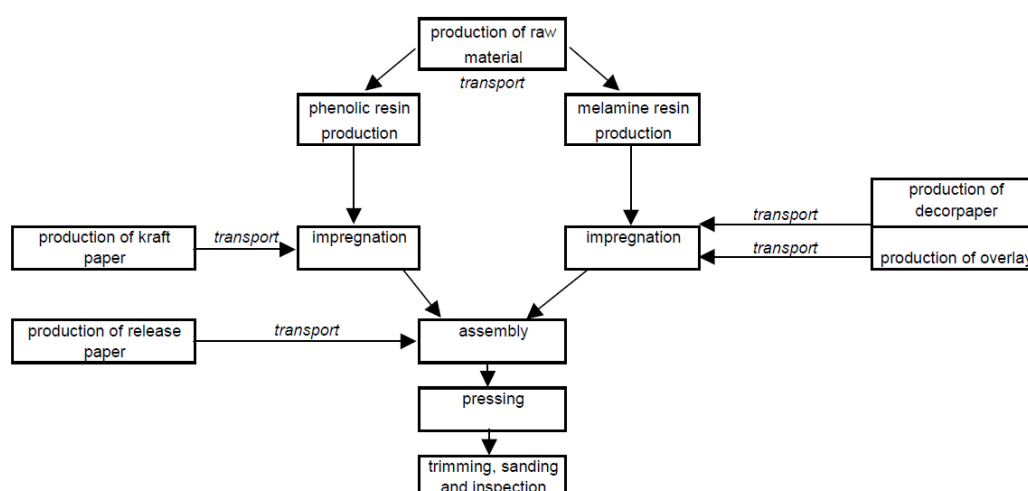 production of raw
material
transport
phenolic resin
production
melamine resin
production
production of
decorpaper
transport
production of kraft
paper
transport
impregnation
impregnation
transport
production of overlay
production of release
paper
transport
assembly
pressing
trimming, sanding
and inspection